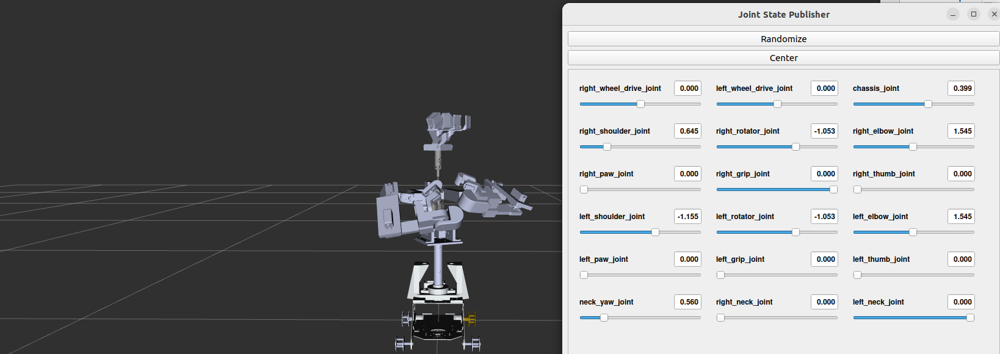 Joint State Publisher
Randomize
Center
right_wheel_drive_joint 0.000 left_wheel_drive_joint 0.000 chassis_joint 0.399
right_shoulder_joint 0.645 right_rotator_joint -1.053 right_elbow_joint 1.545
right_paw_joint 0.000 right_grip_joint 0.000 right_thumb_joint 0.000
left_shoulder_joint -1.155 left_rotator_joint -1.053 left_elbow_joint 1.545
left_paw_joint 0.000 left_grip_joint 0.000 left_thumb_joint 0.000
neck_yaw_joint 0.560 right_neck_joint 0.000 left_neck_joint 0.000